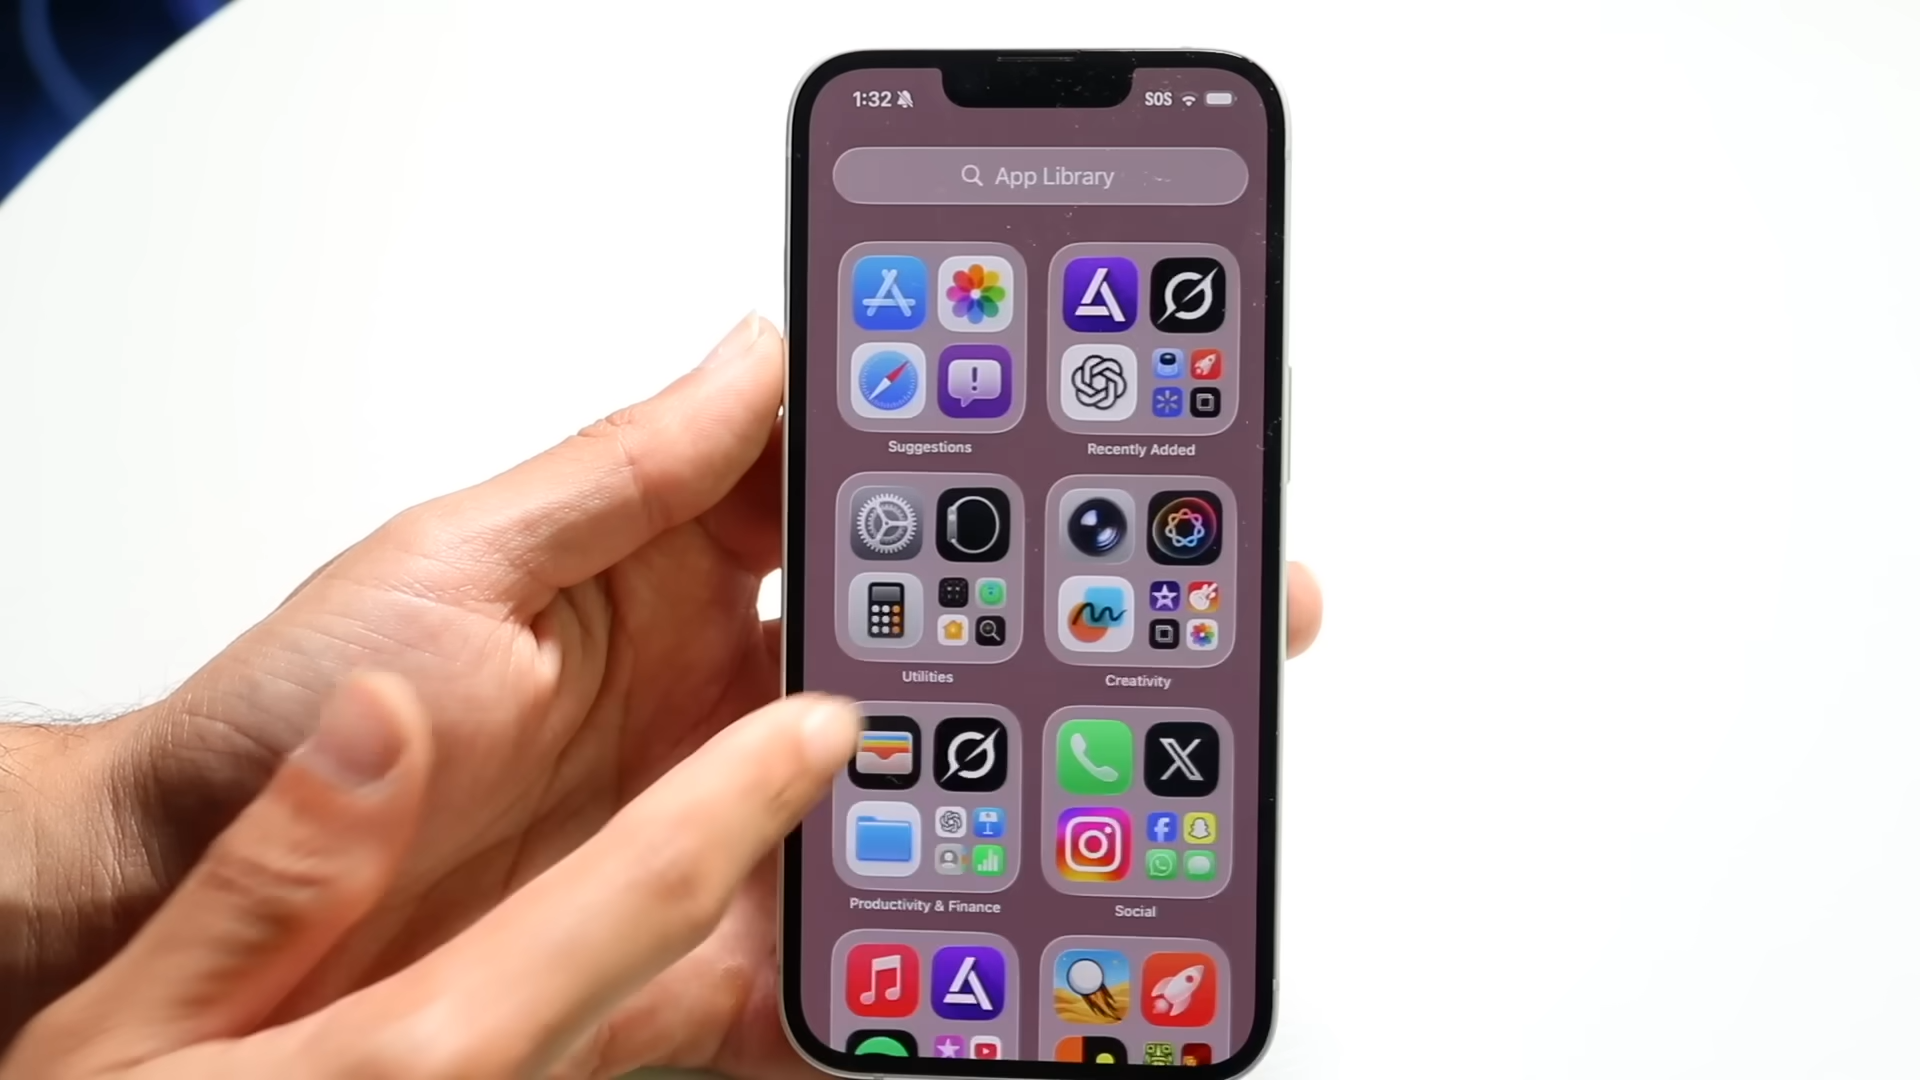 1:32
SOS
App Library
Suggestions
Recently Added
Utilities
Creativity
Productivity & Finance
Social